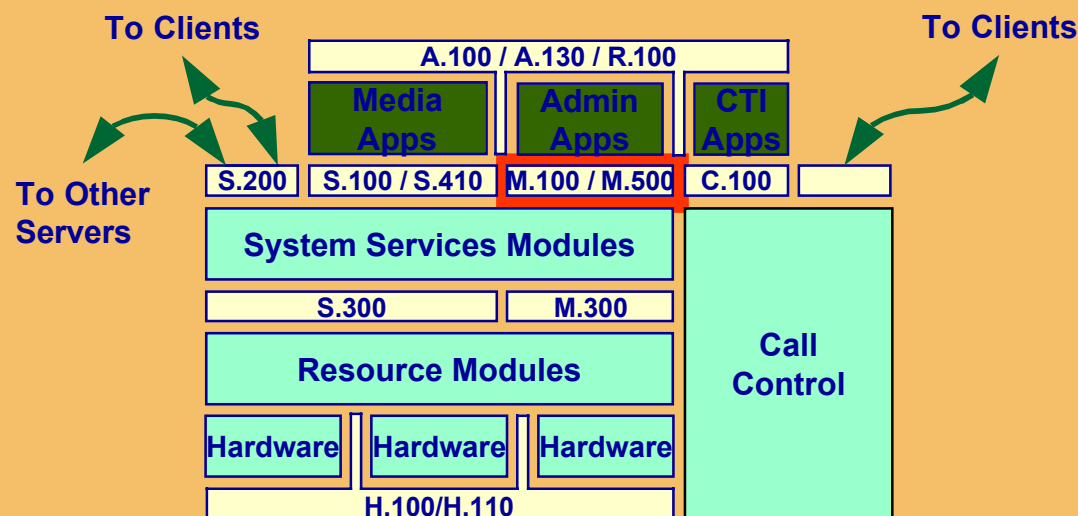 To Clients
To Clients
A.100 / A.130 / R.100
Media
Apps
Admin
Apps
CTI
Apps
To Other
Servers
S.200
S.100 / S.410
M.100 / M.500
C.100
System Services Modules
S.300
M.300
Resource Modules
Call
Control
Hardware
Hardware
Hardware
H.100/H.110